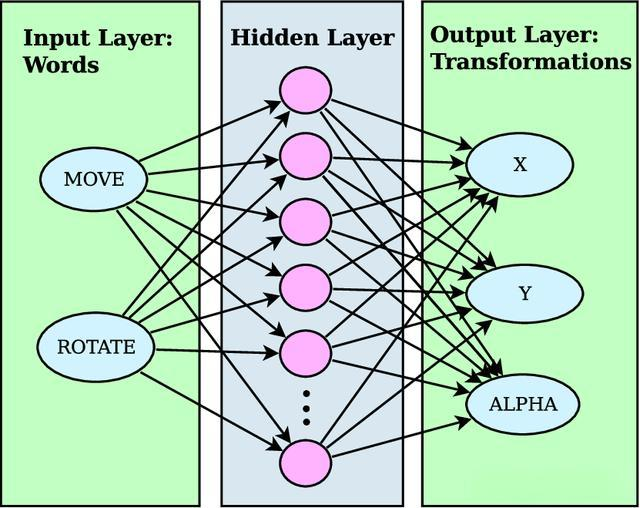 Input Layer:
Words
Hidden Layer
Output Layer:
Transformations
MOVE
ROTATE
X
Y
ALPHA